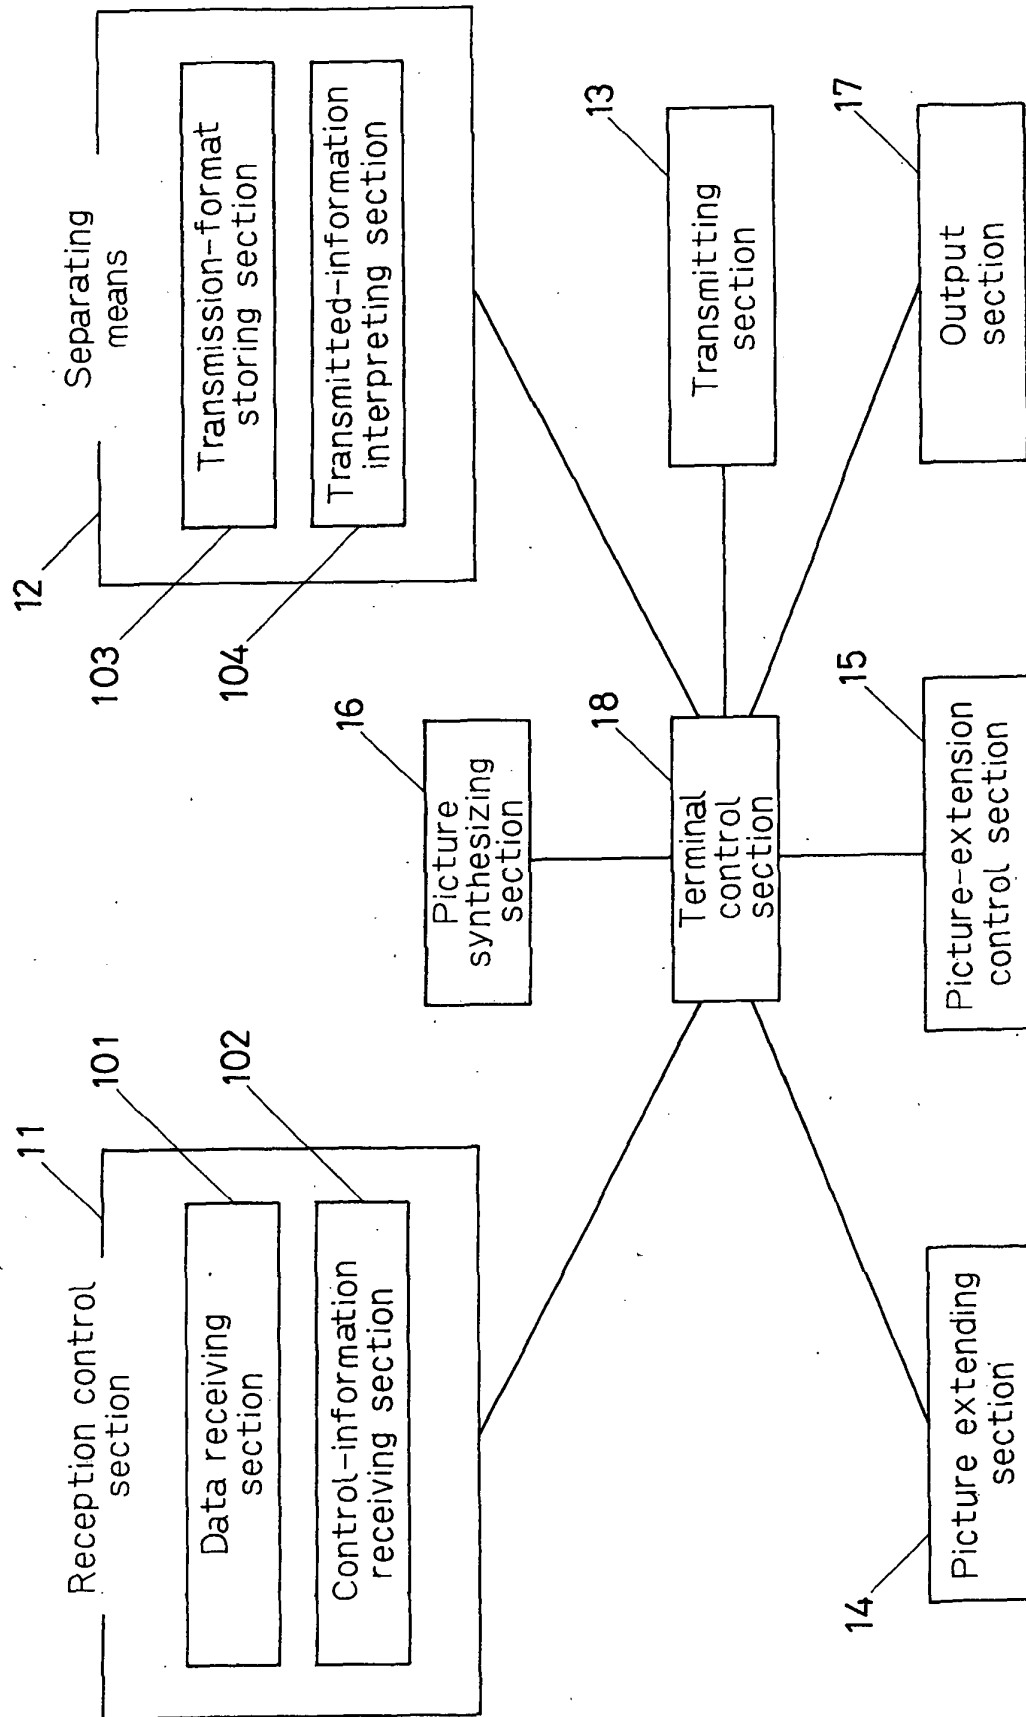 Reception control
section
11
Data receiving
section
101
Control-information
receiving section
102
Separating
means
12
Transmission-format
storing section
103
Transmitted-information
interpreting section
104
Picture
synthesizing
section
16
Terminal
control
section
18
Transmitting
section
13
Picture extending
section
14
Picture-extension
control section
15
Output
section
17